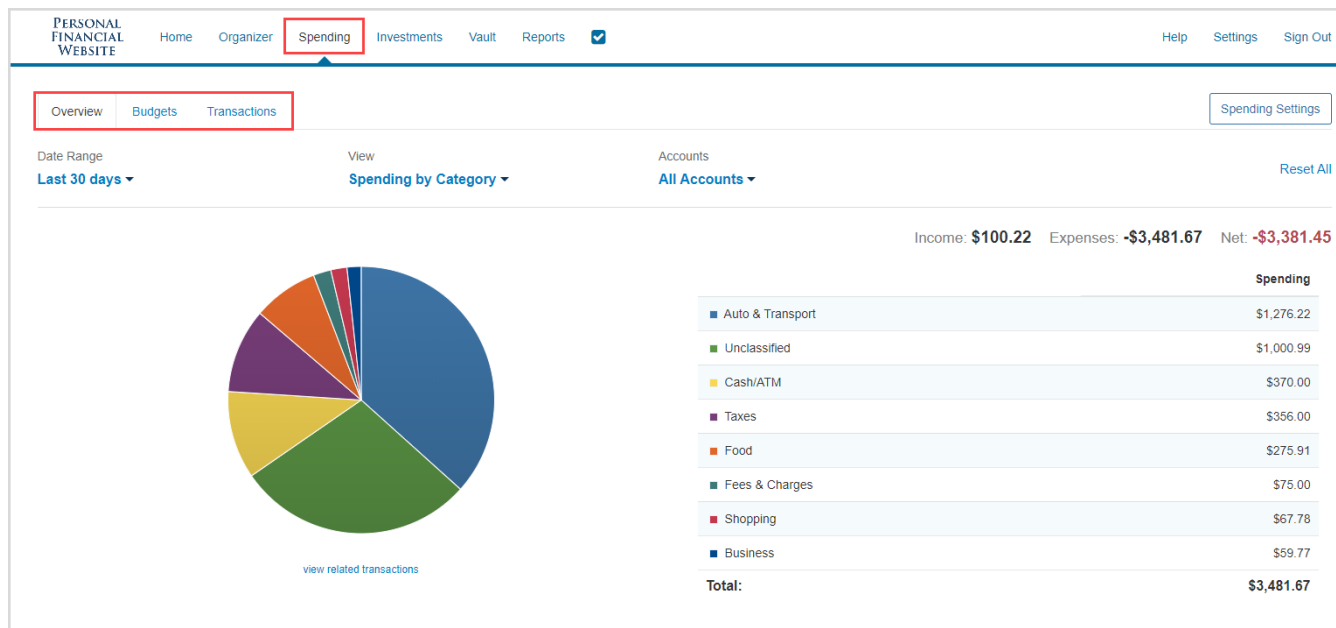 PERSONAL
FINANCIAL
WEBSITE
Home Organizer Spending Investments Vault Reports Help Settings Sign Out
Overview Budgets Transactions Spending Settings
Date Range View Accounts
Last 30 days Spending by Category All Accounts Reset All
Income: $100.22 Expenses: -$3,481.67 Net: -$3,381.45
Spending
Auto & Transport $1,276.22
Unclassified $1,000.99
Cash/ATM $370.00
Taxes $356.00
Food $275.91
Fees & Charges $75.00
Shopping $67.78
Business $59.77
view related transactions
Total: $3,481.67